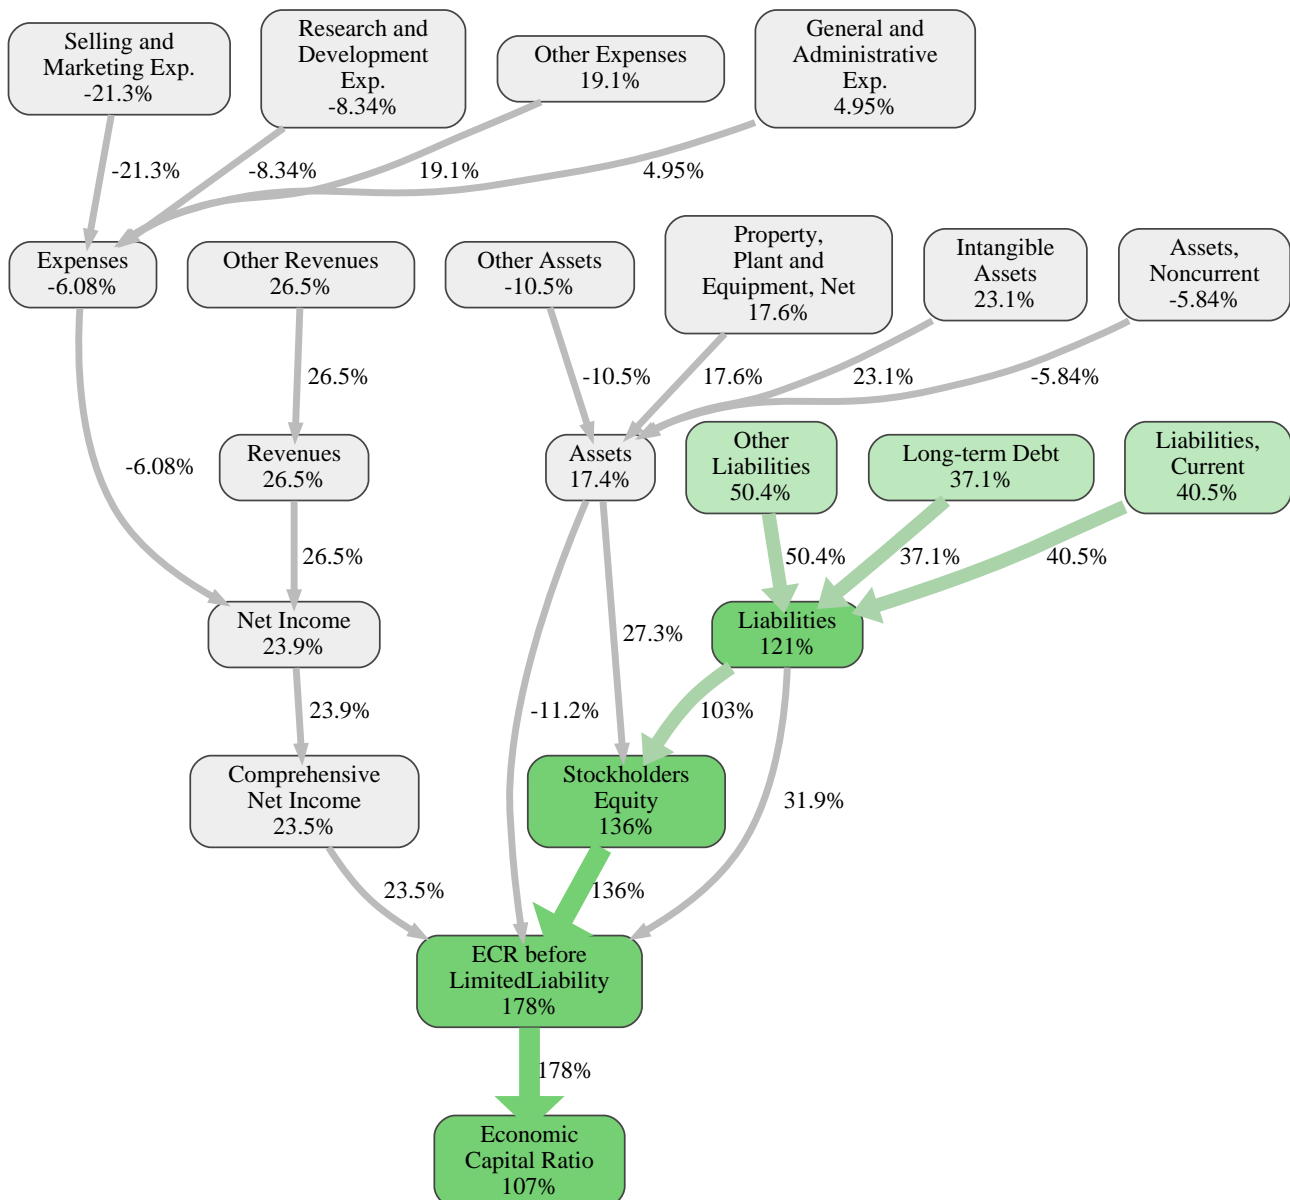 Selling and
Marketing Exp.
-21.3%
Research and
Development
Exp.
-8.34%
Other Expenses
19.1%
General and
Administrative
Exp.
4.95%
-21.3%
-8.34%
19.1%
4.95%
Expenses
-6.08%
Other Revenues
26.5%
Other Assets
-10.5%
Property,
Plant and
Equipment, Net
17.6%
Intangible
Assets
23.1%
Assets,
Noncurrent
-5.84%
26.5%
-10.5%
17.6%
23.1%
-5.84%
-6.08%
Revenues
26.5%
Assets
17.4%
Other
Liabilities
50.4%
Long-term Debt
37.1%
Liabilities,
Current
40.5%
26.5%
50.4%
37.1%
40.5%
Net Income
23.9%
27.3%
Liabilities
121%
23.9%
-11.2%
103%
Comprehensive
Net Income
23.5%
Stockholders
Equity
136%
31.9%
23.5%
136%
ECR before
LimitedLiability
178%
178%
Economic
Capital Ratio
107%